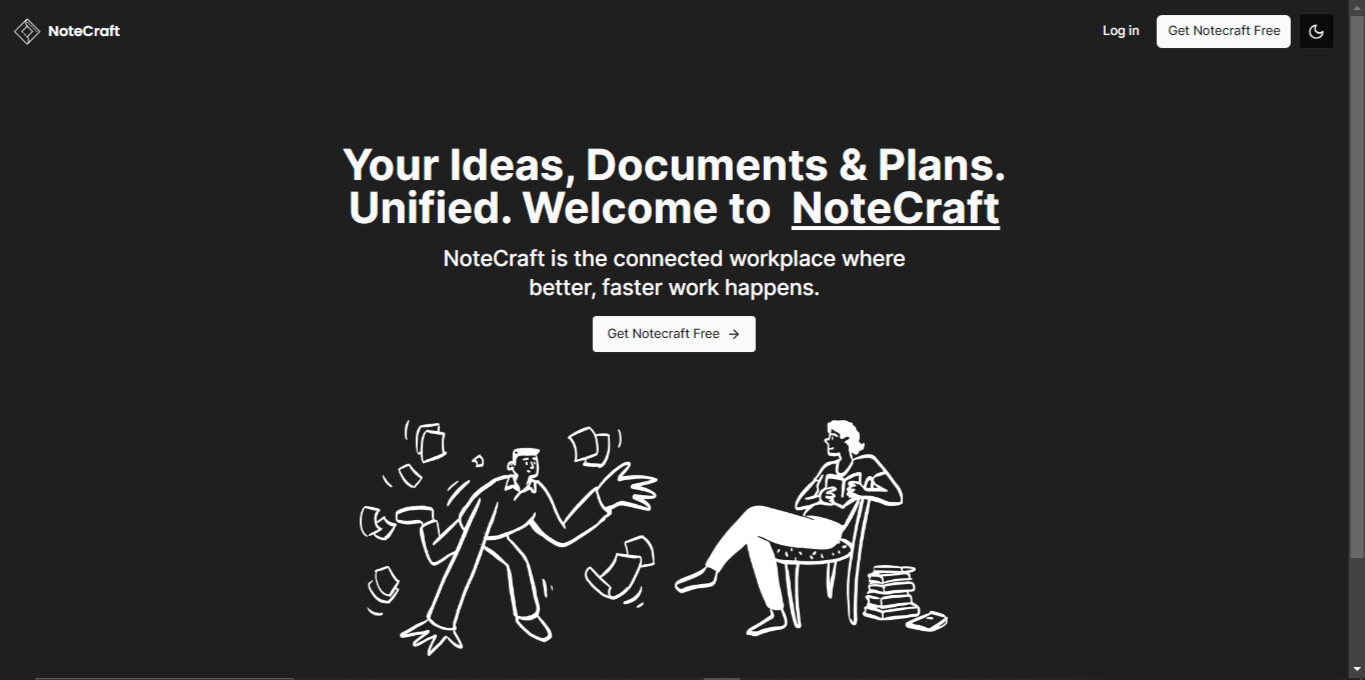 NoteCraft
Log in
Get Notecraft Free
Your Ideas, Documents & Plans.
Unified. Welcome to NoteCraft
NoteCraft is the connected workplace where
better, faster work happens.
Get Notecraft Free